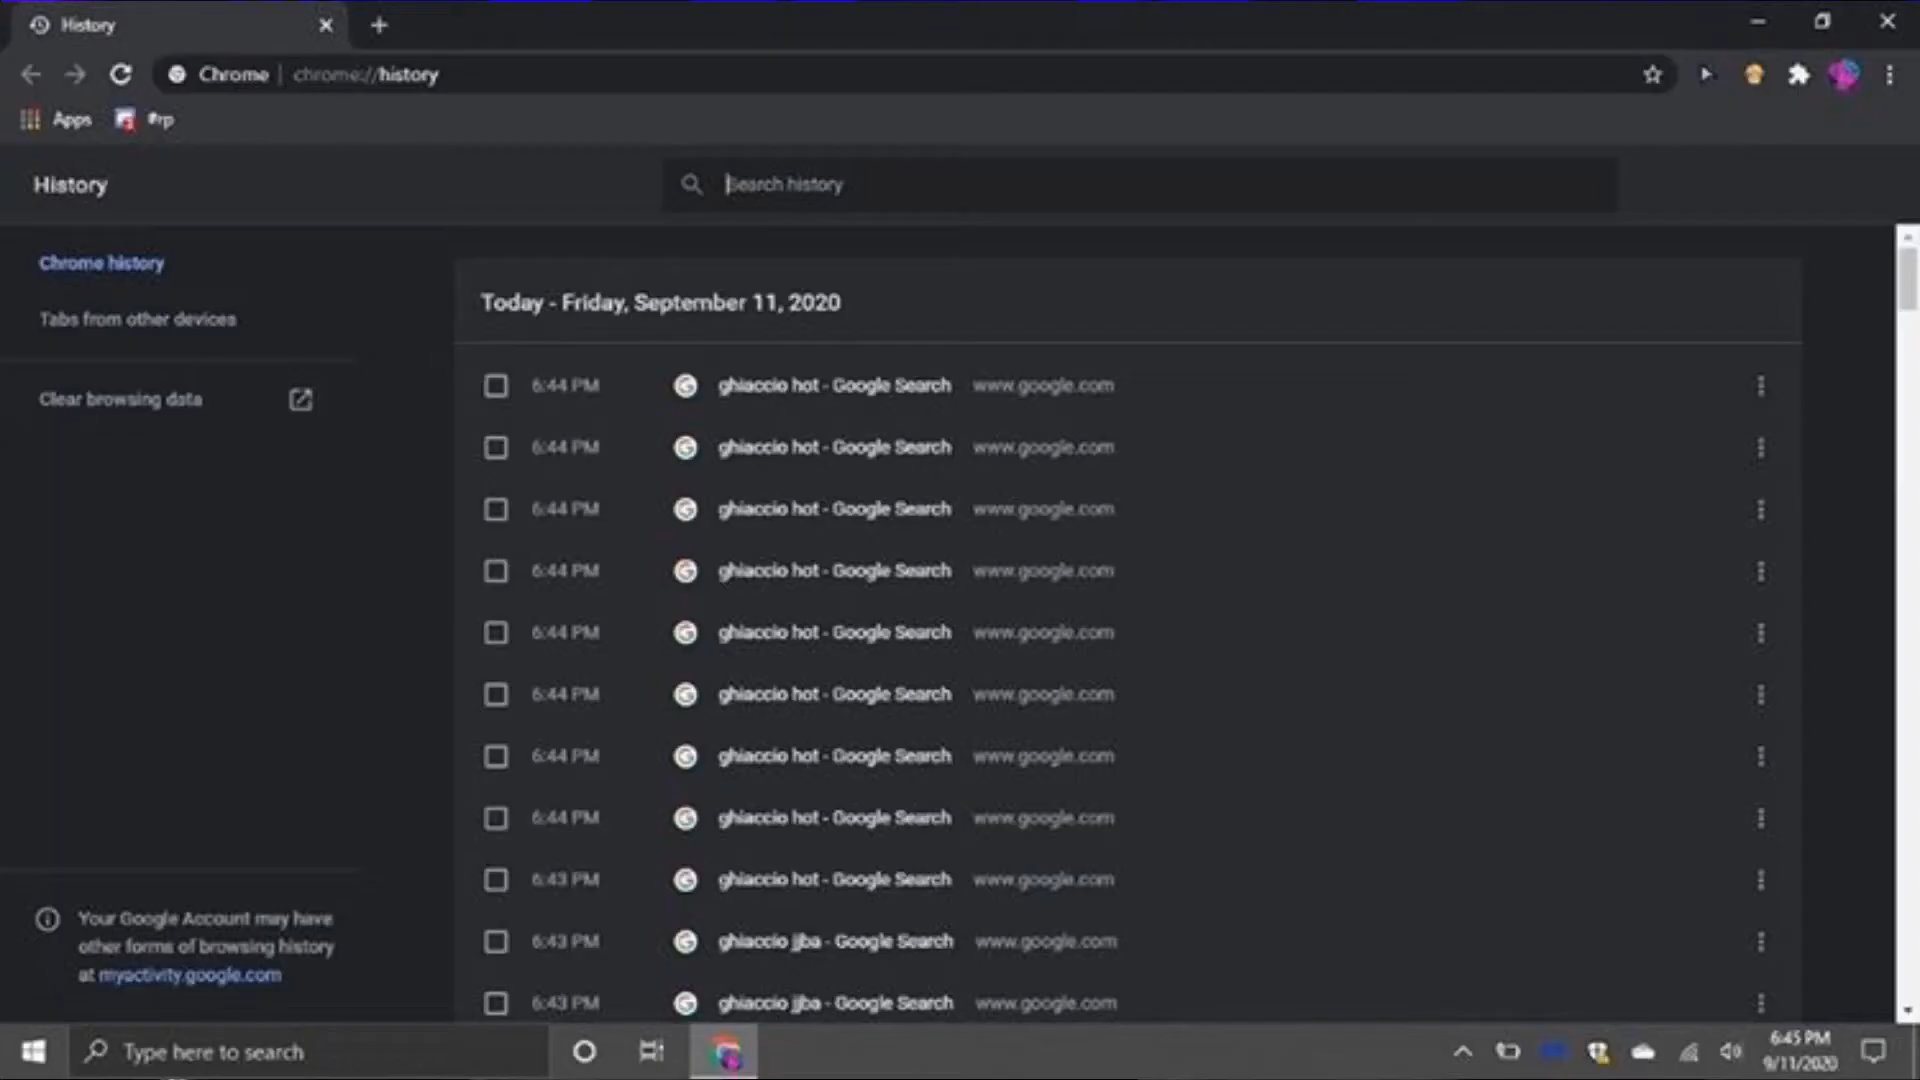 History
Chrome | chrome://history
Apps
#rp
History
Search history
Chrome history
Tabs from other devices
Clear browsing data
Today - Friday, September 11, 2020
6:44 PM ghiaccio hot - Google Search www.google.com
6:44 PM ghiaccio hot - Google Search www.google.com
6:44 PM ghiaccio hot - Google Search www.google.com
6:44 PM ghiaccio hot - Google Search www.google.com
6:44 PM ghiaccio hot - Google Search www.google.com
6:44 PM ghiaccio hot - Google Search www.google.com
6:44 PM ghiaccio hot - Google Search www.google.com
6:44 PM ghiaccio hot - Google Search www.google.com
6:43 PM ghiaccio hot - Google Search www.google.com
6:43 PM ghiaccio jjba - Google Search www.google.com
6:43 PM ghiaccio jjba - Google Search www.google.com
Your Google Account may have
other forms of browsing history
at myactivity.google.com
Type here to search
6:45 PM
9/11/2020